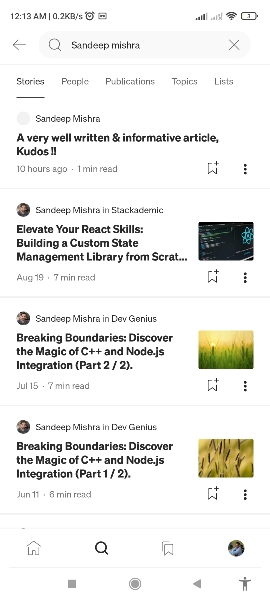 12:13 AM | 0.2KB/s
3
Sandeep mishra
Stories
People
Publications
Topics
Lists
Sandeep Mishra
A very well written & informative article,
Kudos !!
10 hours ago · 1 min read
Sandeep Mishra in Stackademic
Elevate Your React Skills:
Building a Custom State
Management Library from Scrat...
Aug 19 · 7 min read
Sandeep Mishra in Dev Genius
Breaking Boundaries: Discover
the Magic of C++ and Node.js
Integration (Part 2 / 2).
Jul 15 · 7 min read
Sandeep Mishra in Dev Genius
Breaking Boundaries: Discover
the Magic of C++ and Node.js
Integration (Part 1 / 2).
Jun 11 · 6 min read